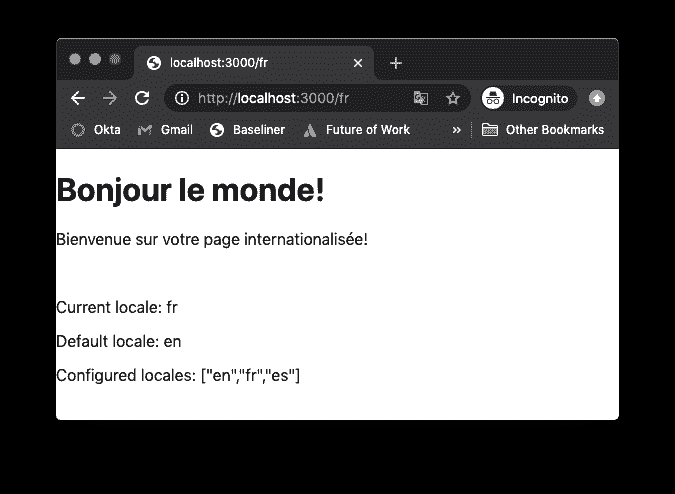 localhost:3000/fr
http://localhost:3000/fr Incognito
Okta Gmail Baseliner Future of Work » Other Bookmarks
Bonjour le monde!
Bienvenue sur votre page internationalisée!
Current locale: fr
Default locale: en
Configured locales: ["en","fr","es"]